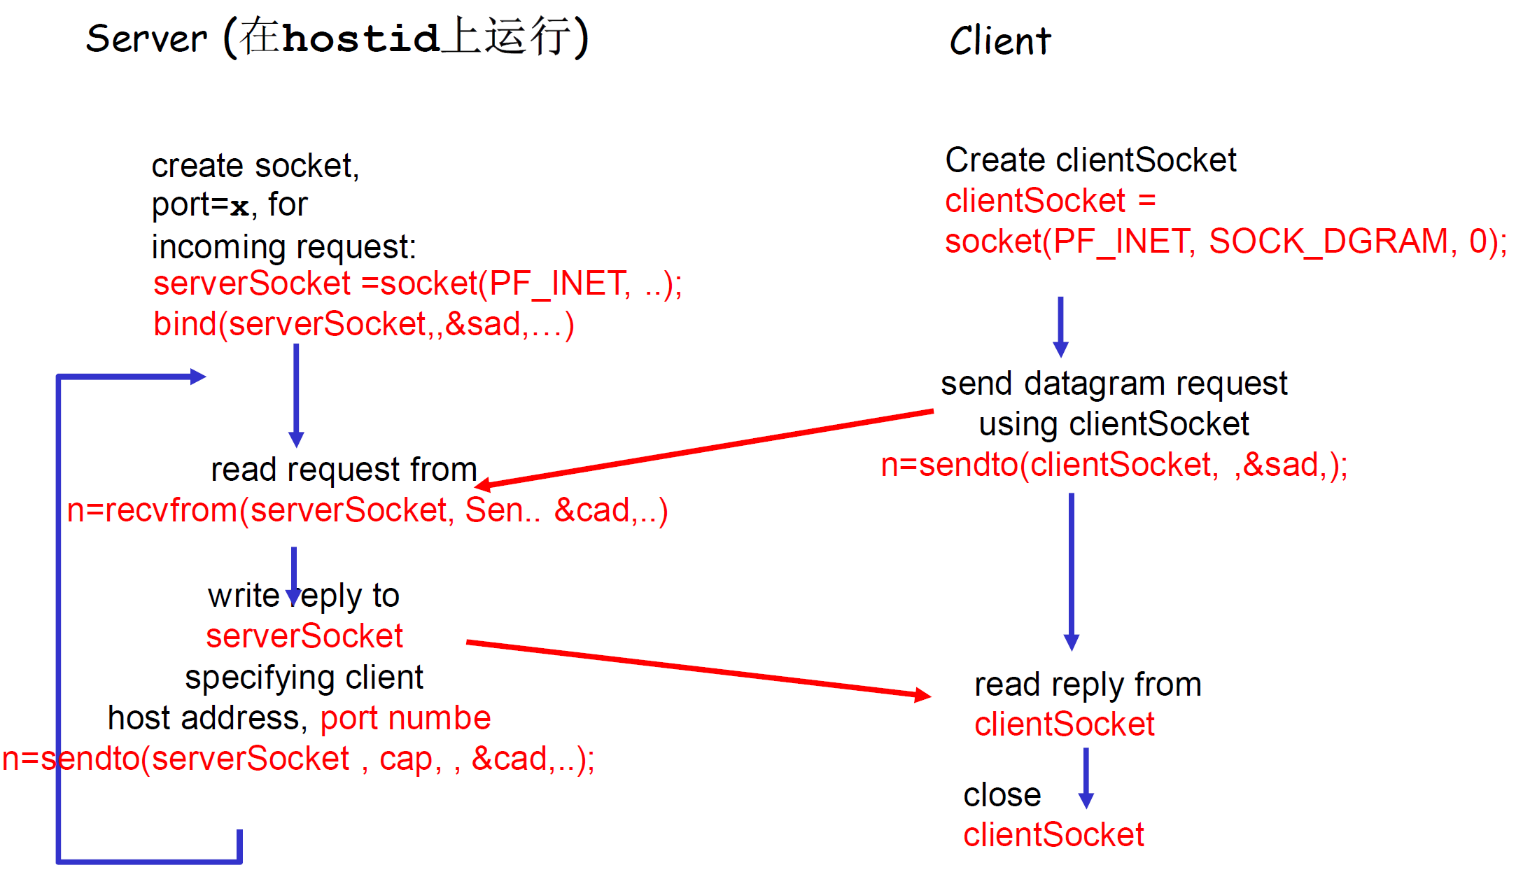 Server (在hostid上运行)
create socket,
port=x, for
incoming request:
serverSocket =socket(PF_INET, ..);
bind(serverSocket,,&sad,...)
read request from
n=recvfrom(serverSocket, Sen.. &cad,..)
write reply to
serverSocket
specifying client
host address, port numbe
n=sendto(serverSocket , cap, , &cad,..);
Client
Create clientSocket
clientSocket =
socket(PF_INET, SOCK_DGRAM, 0);
send datagram request
using clientSocket
n=sendto(clientSocket, ,&sad,);
read reply from
clientSocket
close
clientSocket